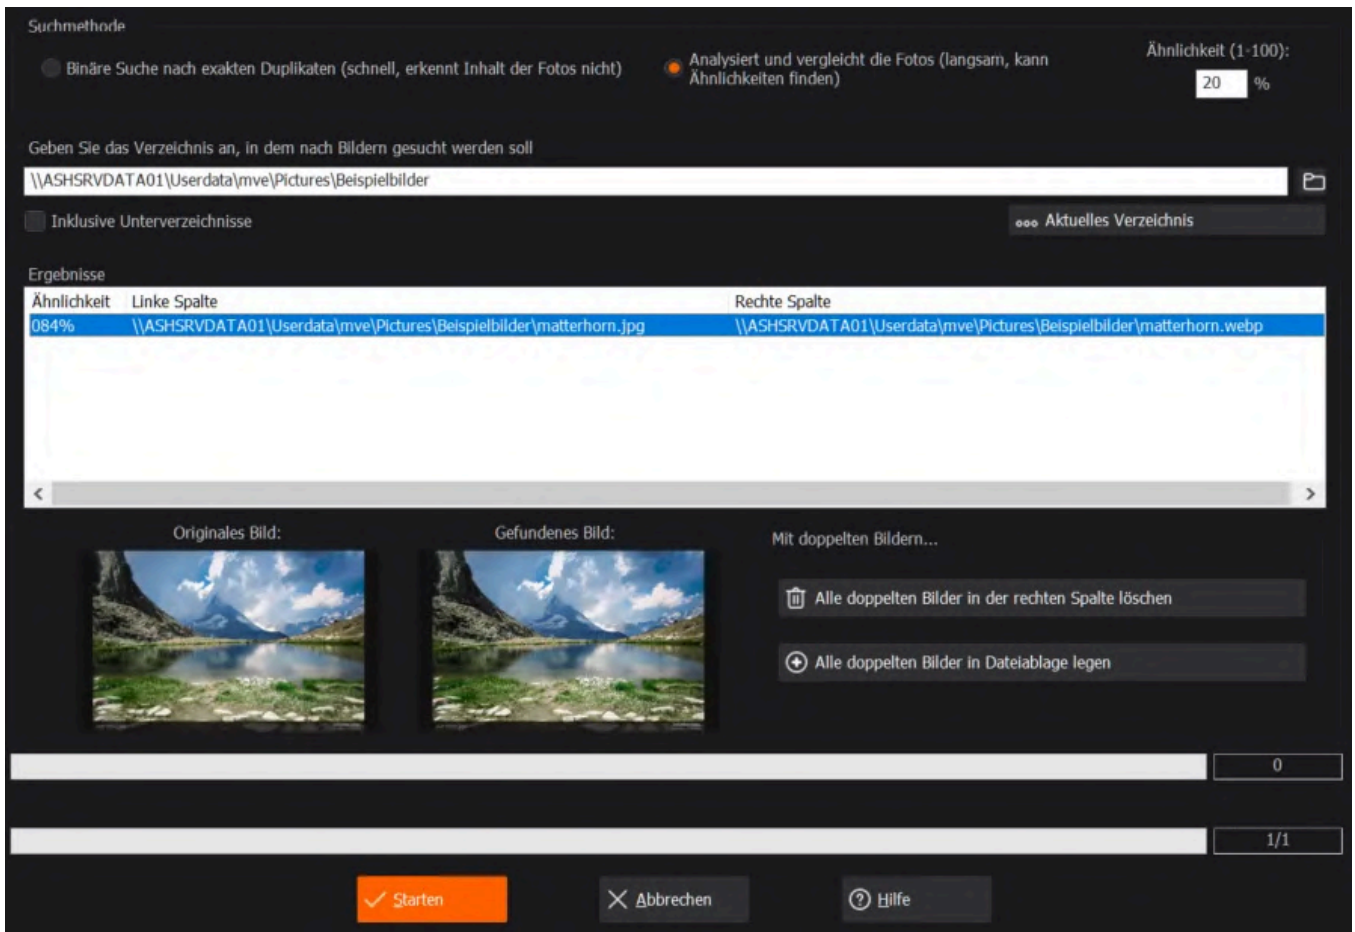 Suchmethode
Binäre Suche nach exakten Duplikaten (schnell, erkennt Inhalt der Fotos nicht)
Analysiert und vergleicht die Fotos (langsam, kann
Ähnlichkeiten finden)
Ähnlichkeit (1-100):
20 %
Geben Sie das Verzeichnis an, in dem nach Bildern gesucht werden soll
\\ASHSRVDATA01\Userdata\mve\Pictures\Beispielbilder
Inklusive Unterverzeichnisse
Aktuelles Verzeichnis
Ergebnisse
Ähnlichkeit Linke Spalte Rechte Spalte
084% \\ASHSRVDATA01\Userdata\mve\Pictures\Beispielbilder\matterhorn.jpg \\ASHSRVDATA01\Userdata\mve\Pictures\Beispielbilder\matterhorn.webp
Originales Bild: Gefundenes Bild:
Mit doppelten Bildern...
Alle doppelten Bilder in der rechten Spalte löschen
Alle doppelten Bilder in Dateiablage legen
0
1/1
Starten Abbrechen Hilfe